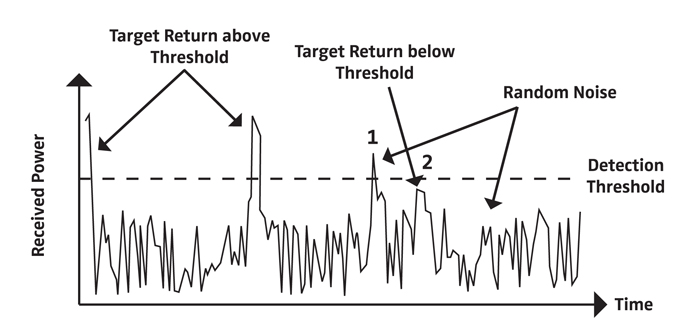 Target Return above
Threshold
Target Return below
Threshold
Random Noise
1
2
Detection
Threshold
Received Power
Time